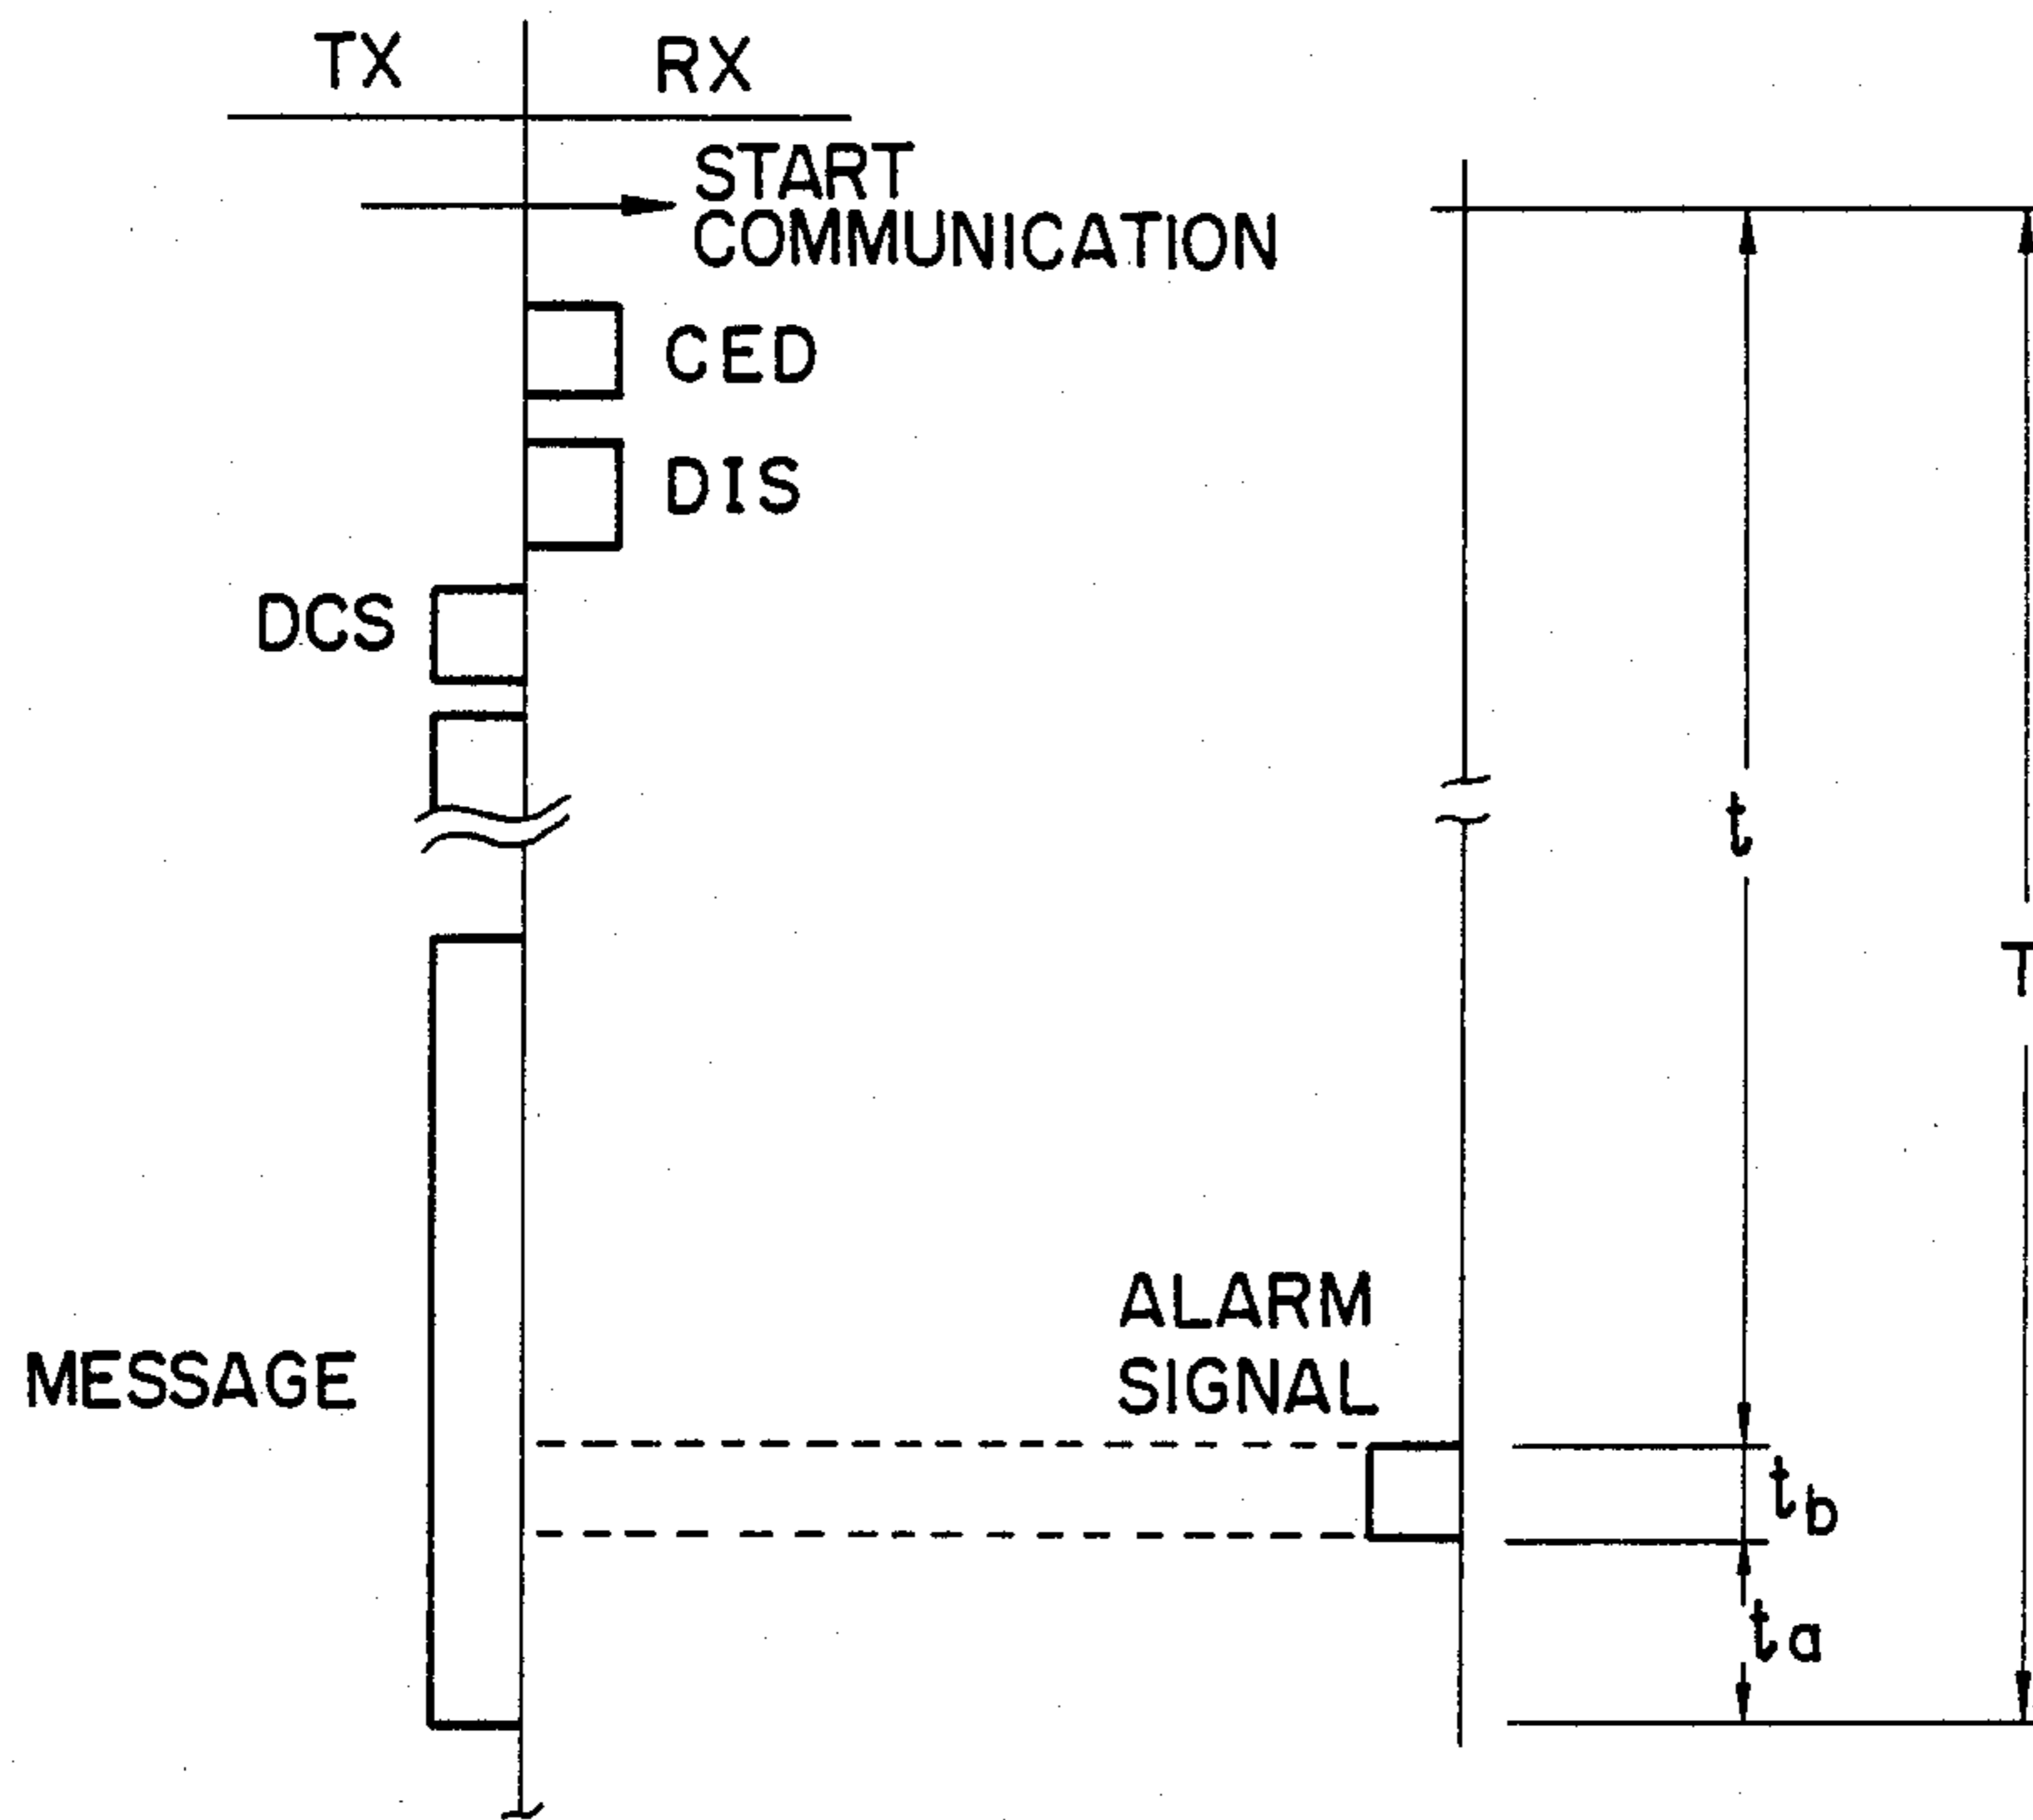 TX
RX
START
COMMUNICATION
CED
DIS
DCS
t
T
ALARM
SIGNAL
MESSAGE
tb
ta